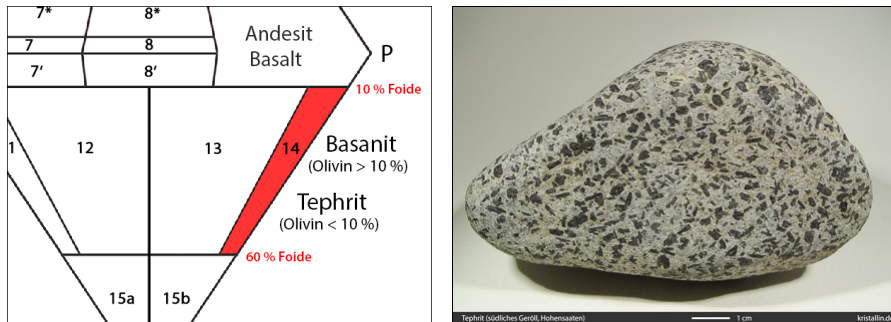 7* 8* Andesit
Basalt
7 8 P
7' 8'
10 % Foide
1 12 13 14 Basanit
(Olivin > 10 %)
Tephrit
(Olivin < 10 %)
60 % Foide
15a 15b
Tephrit (südliches Geröll, Hohensaaten) 1 cm kristallin.de